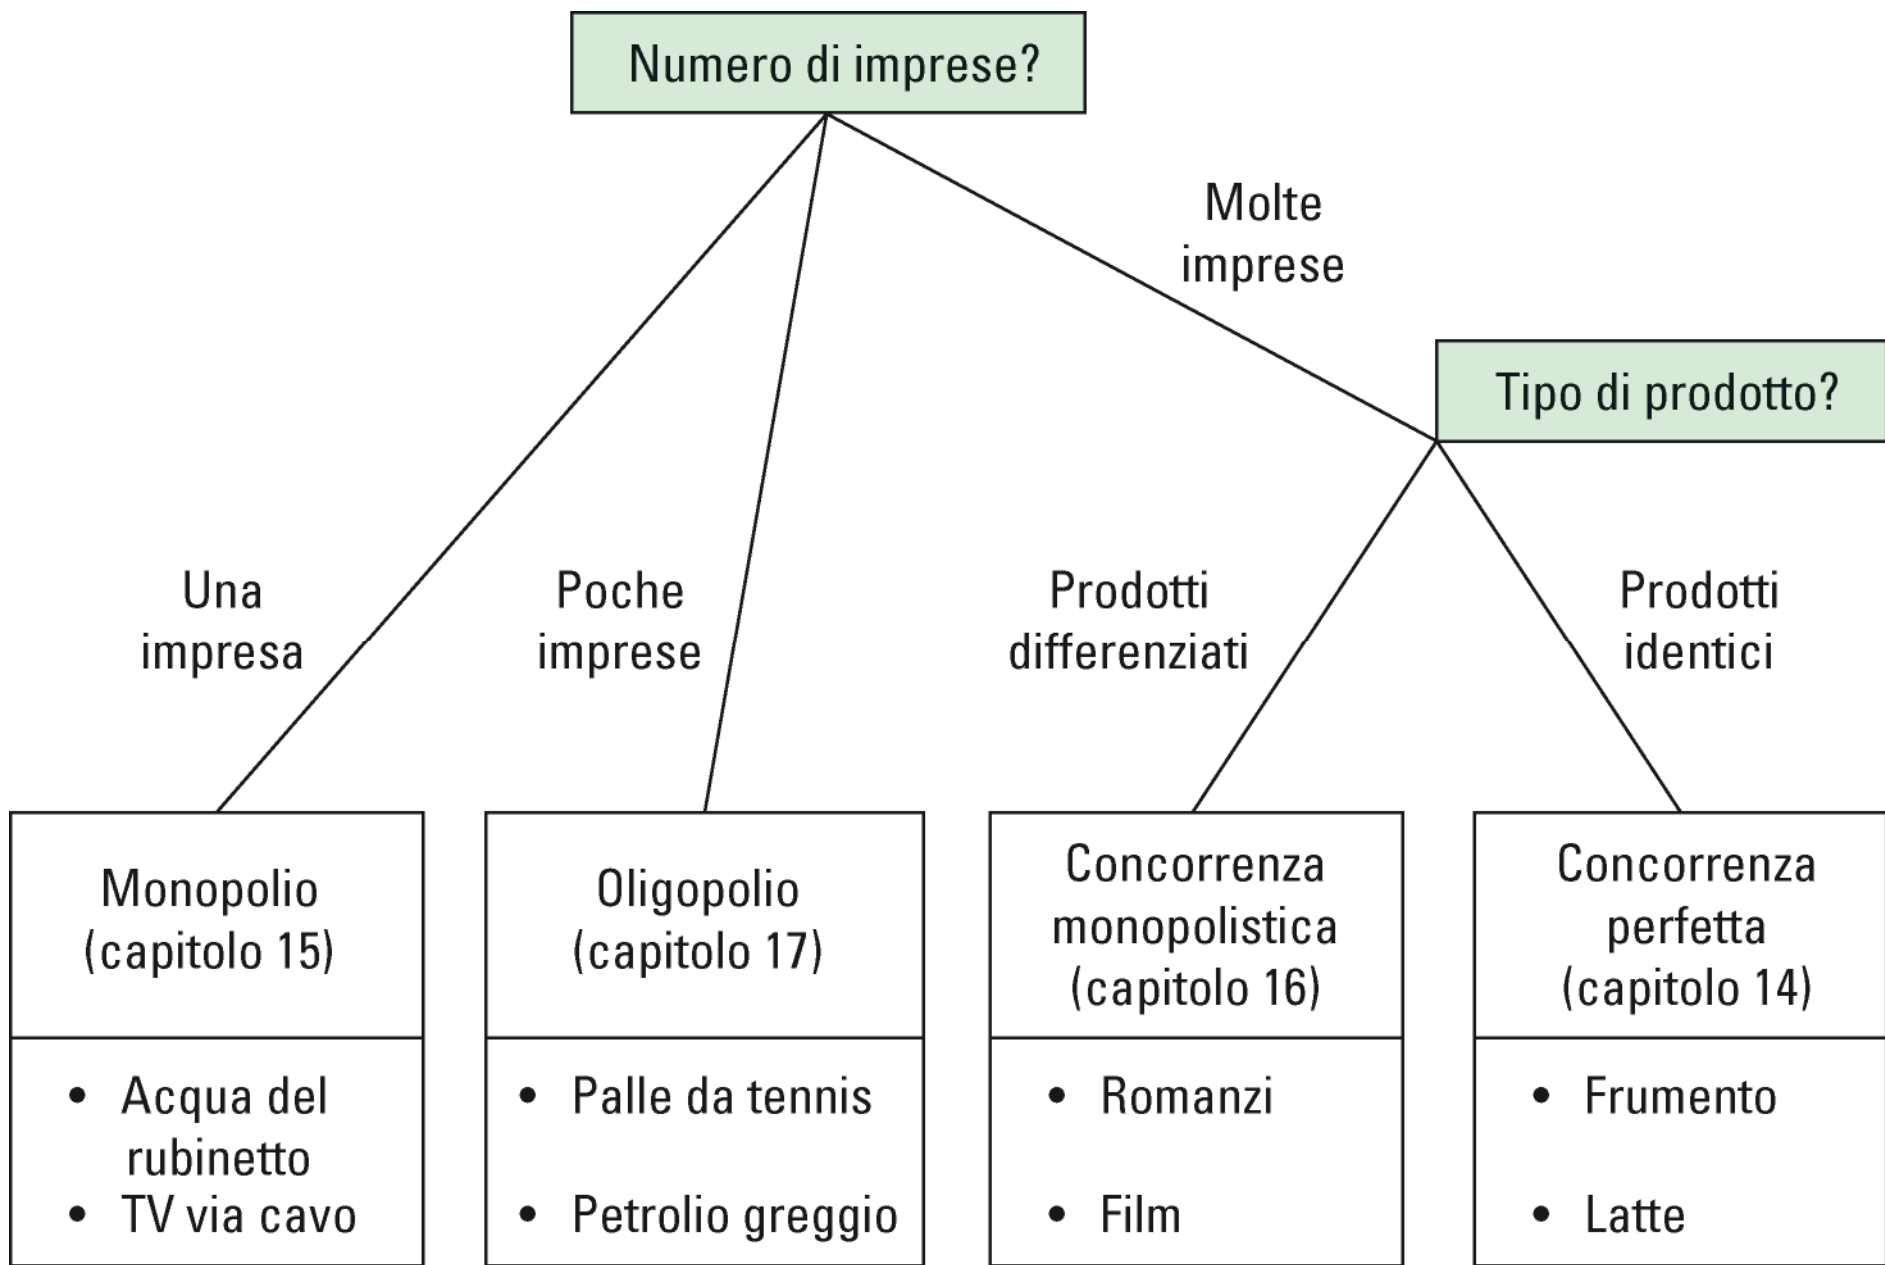 Numero di imprese?
Molte
imprese
Tipo di prodotto?
Una
impresa
Poche
imprese
Prodotti
differenziati
Prodotti
identici
Monopolio
(capitolo 15)
• Acqua del
rubinetto
• TV via cavo
Oligopolio
(capitolo 17)
• Palle da tennis
• Petrolio greggio
Concorrenza
monopolistica
(capitolo 16)
• Romanzi
• Film
Concorrenza
perfetta
(capitolo 14)
• Frumento
• Latte